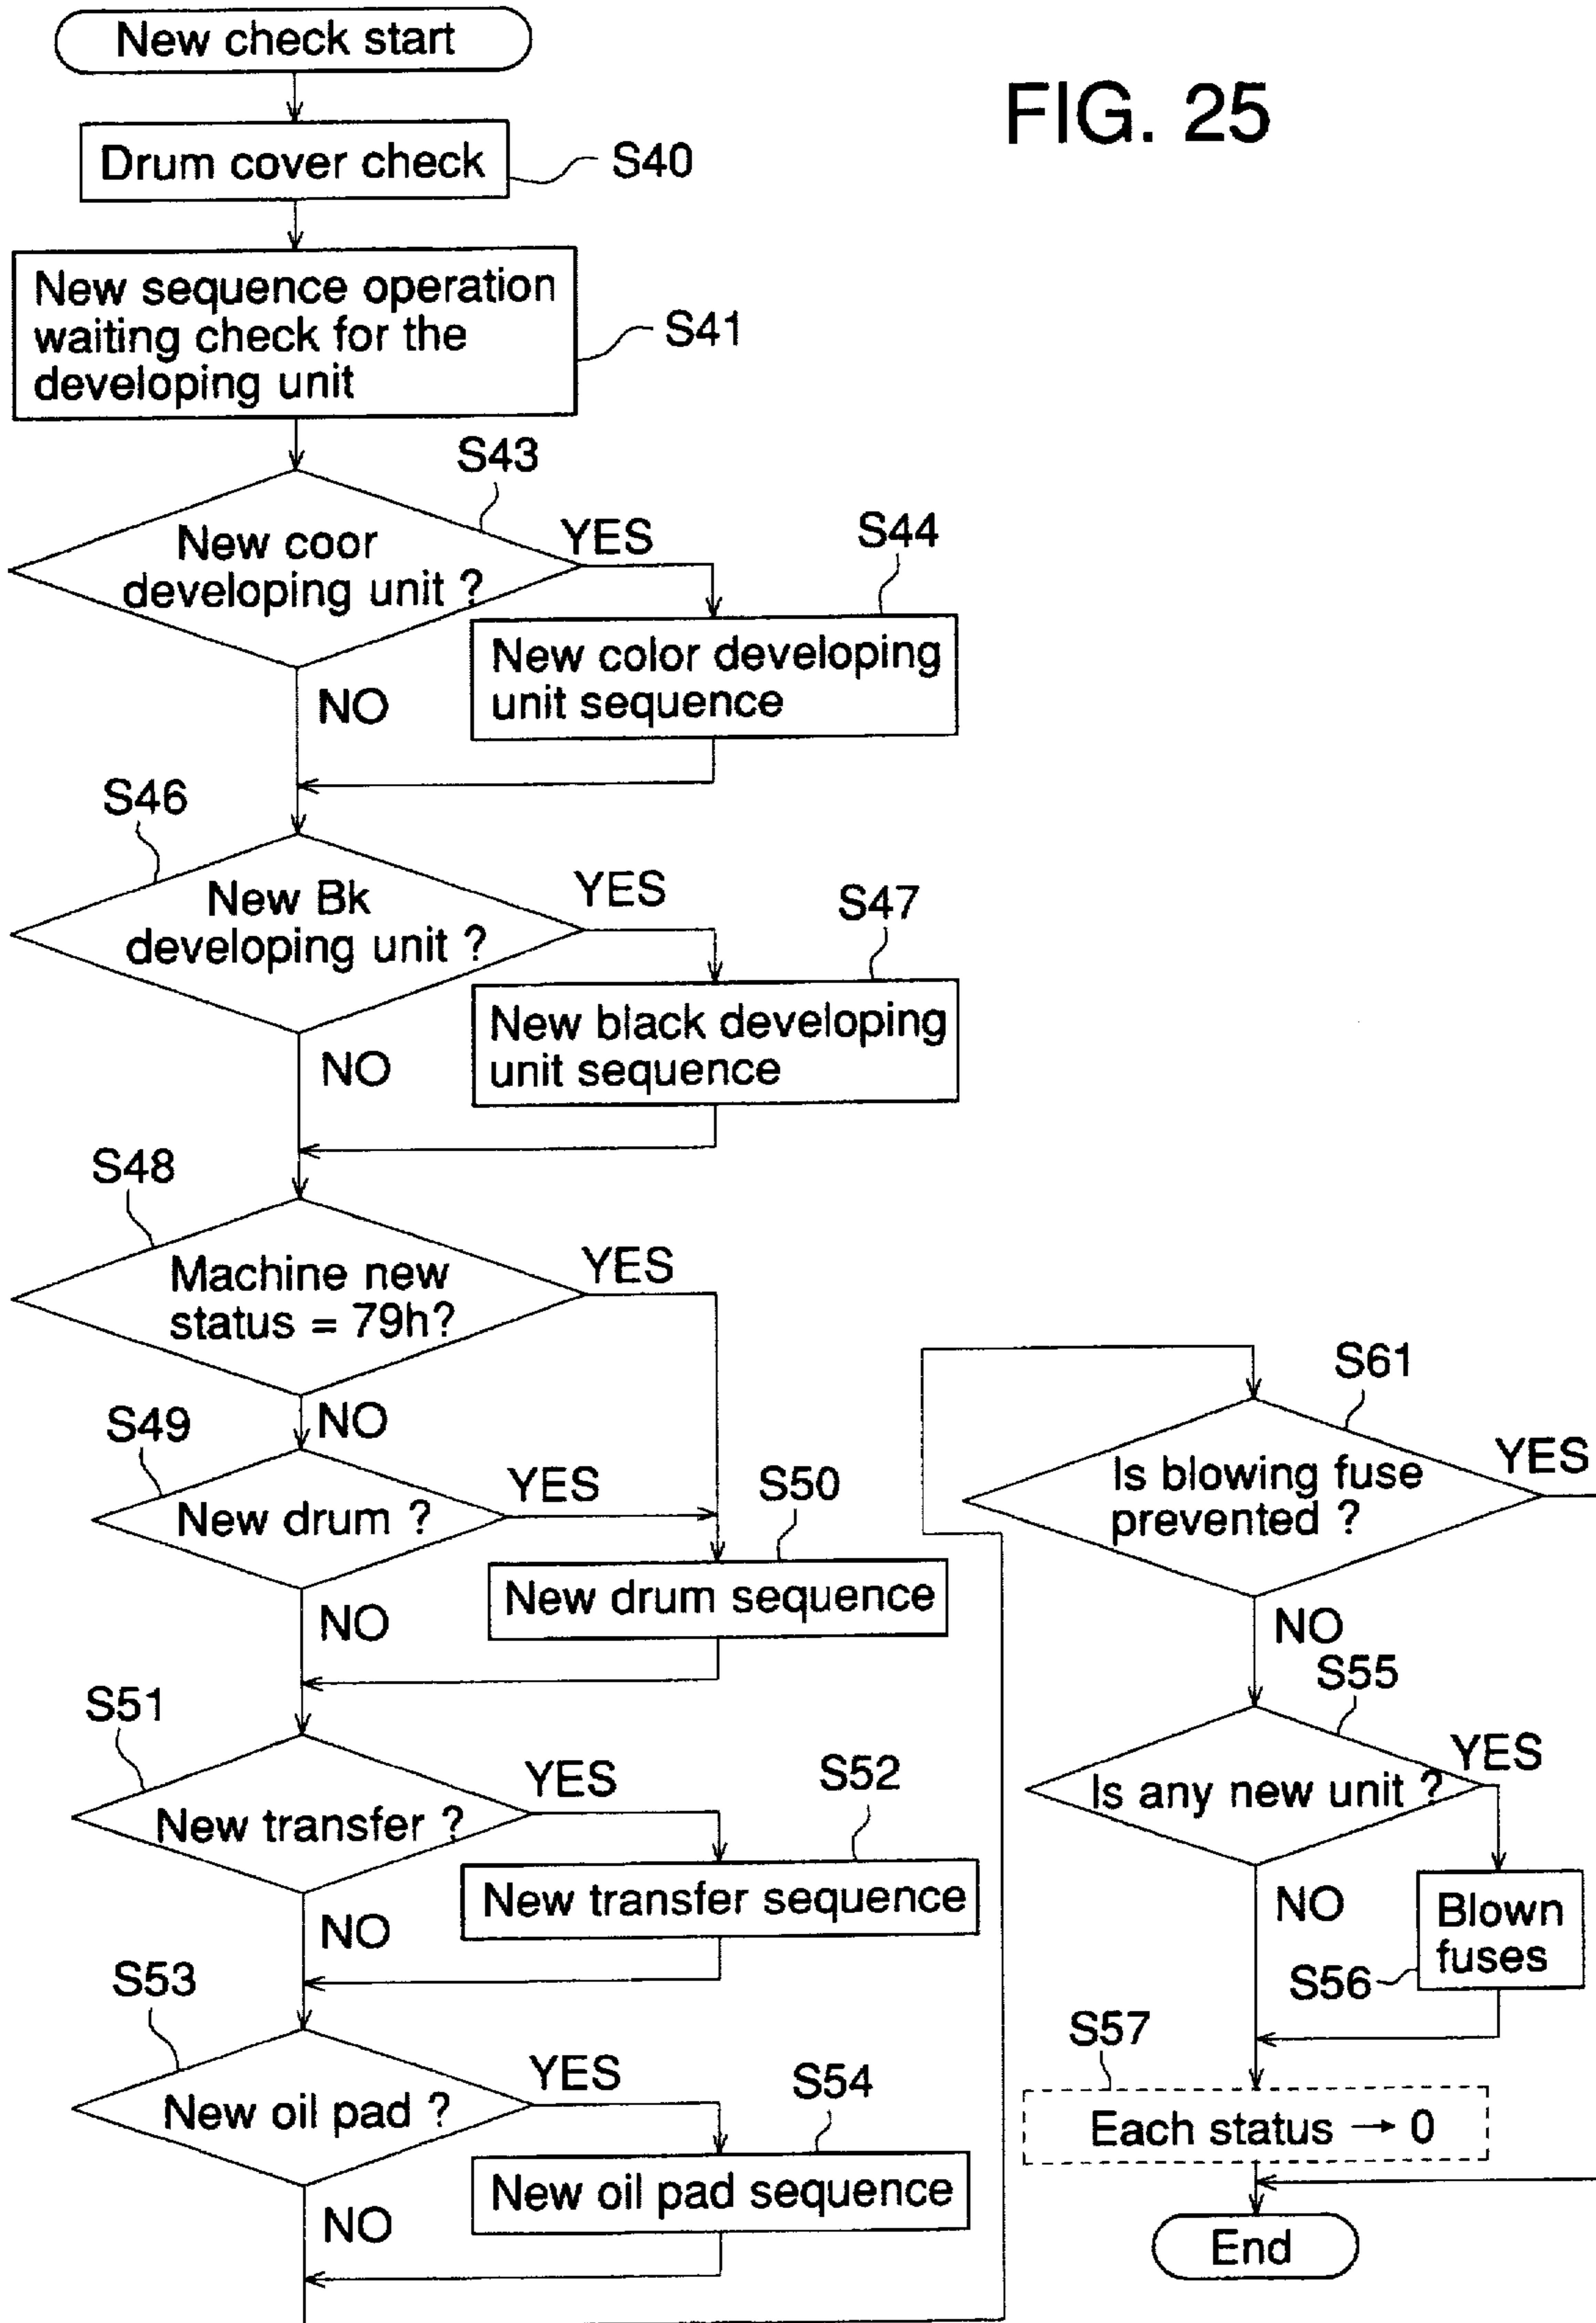 FIG. 25
New check start
Drum cover check
S40
New sequence operation
waiting check for the
developing unit
S41
S43
New coor
developing unit ?
YES
NO
S44
New color developing
unit sequence
S46
New Bk
developing unit ?
YES
NO
S47
New black developing
unit sequence
S48
Machine new
status = 79h?
YES
NO
S49
New drum ?
YES
NO
S50
New drum sequence
S51
New transfer ?
YES
NO
S52
New transfer sequence
S53
New oil pad ?
YES
NO
S54
New oil pad sequence
S61
Is blowing fuse
prevented ?
YES
NO
S55
Is any new unit ?
YES
NO
Blown
fuses
S56
S57
Each status → 0
End